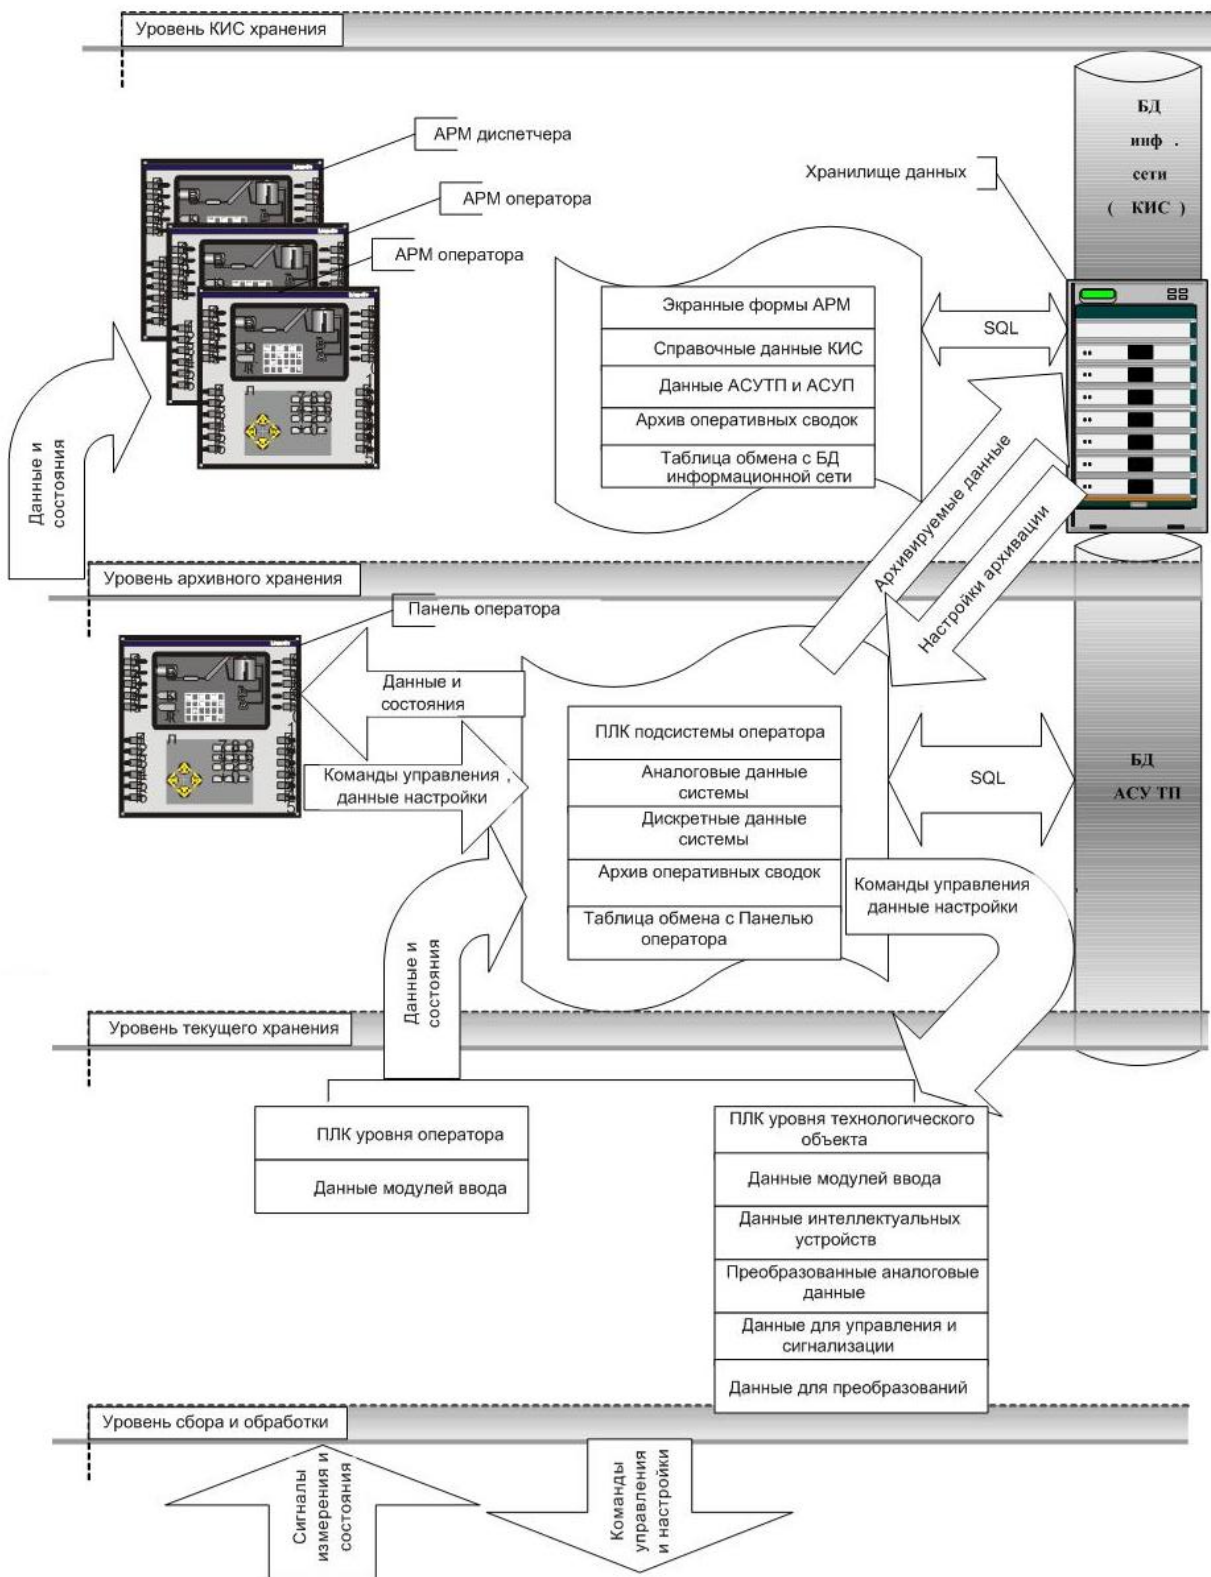 Уровень КИС хранения
БД
инф .
сети
( КИС )
АРМ диспетчера
АРМ оператора
АРМ оператора
Хранилище данных
Экранные формы АРМ
Справочные данные КИС
Данные АСУТП и АСУП
Архив оперативных сводок
Таблица обмена с БД
информационной сети
SQL
Данные и
состояния
Архивируемые данные
Настройки архивации
Уровень архивного хранения
Панель оператора
Данные и
состояния
Команды управления ,
данные настройки
ПЛК подсистемы оператора
Аналоговые данные
системы
Дискретные данные
системы
Архив оперативных сводок
Таблица обмена с Панелью
оператора
SQL
БД
АСУ ТП
Команды управления
данные настройки
Данные и
состояния
Уровень текущего хранения
ПЛК уровня оператора
Данные модулей ввода
ПЛК уровня технологического
объекта
Данные модулей ввода
Данные интеллектуальных
устройств
Преобразованные аналоговые
данные
Данные для управления и
сигнализации
Данные для преобразований
Уровень сбора и обработки
Сигналы
измерения и
состояния
Команды
управления
и настройки